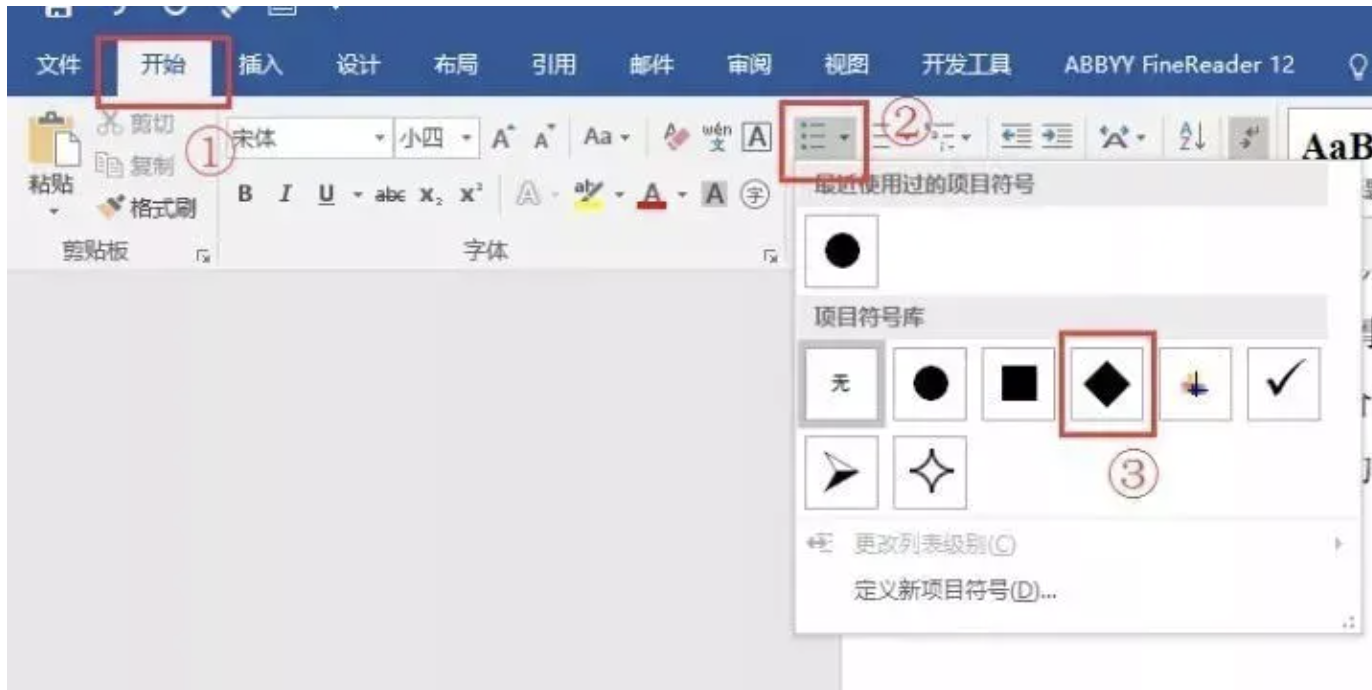 文件 开始 插入 设计 布局 引用 邮件 审阅 视图 开发工具 ABBYY FineReader 12
剪切 ① 宋体 小四 A A Aa wén 文 A ② AaB
复制
粘贴 格式刷 B I U abc X₂ X² A ab A A 字
剪贴板 字体
最近使用过的项目符号
项目符号库
无
③
更改列表级别(C)
定义新项目符号(D)...